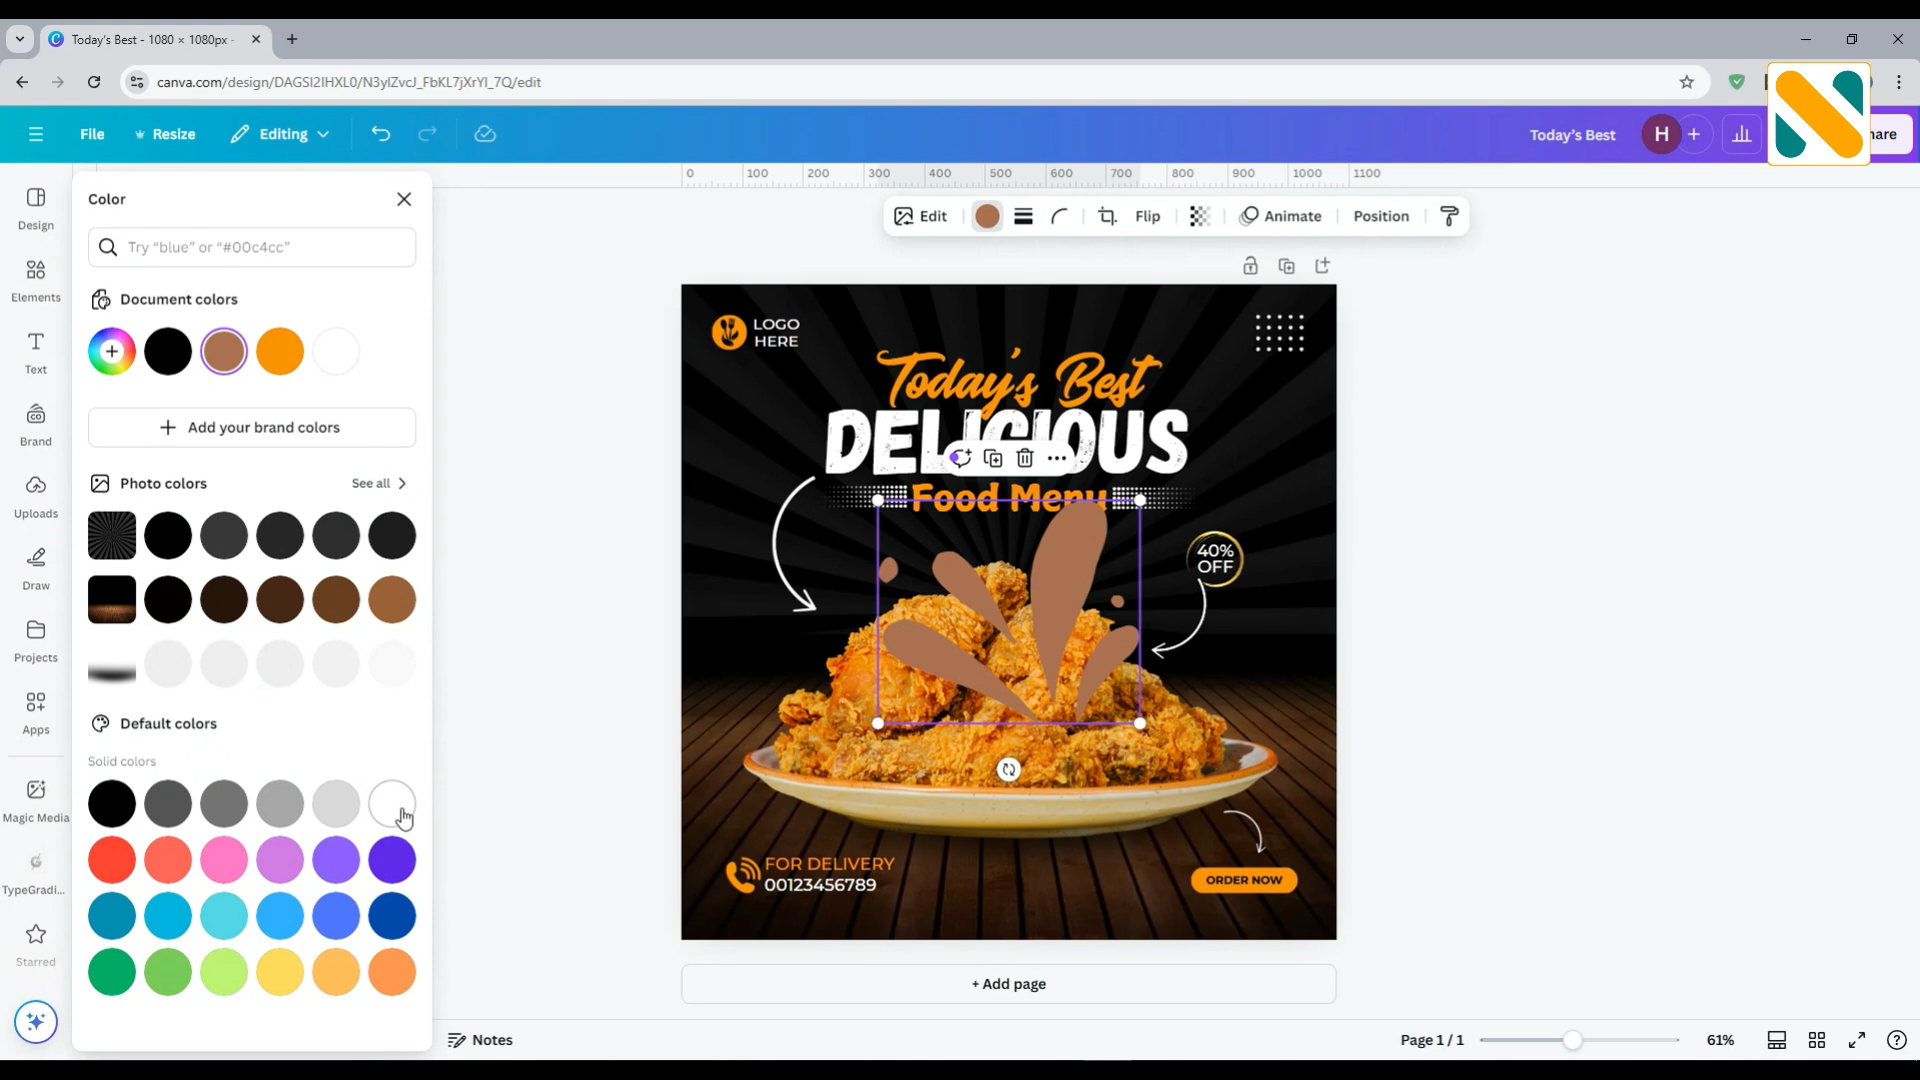 Today's Best - 1080 × 1080px -
canva.com/design/DAGSI2IHXL0/N3yIZvcJ_FbKL7jXrYI_7Q/edit
File
Resize
Editing
Today's Best
H
hare
Design
Elements
Text
Brand
Uploads
Draw
Projects
Apps
Magic Media
TypeGradi...
Starred
Color
Try "blue" or "#00c4cc"
Document colors
Add your brand colors
Photo colors
See all
Default colors
Solid colors
0 100 200 300 400 500 600 700 800 900 1000 1100
Edit
Flip
Animate
Position
LOGO
HERE
Today's Best
DELICIOUS
Food Menu
40%
OFF
FOR DELIVERY
00123456789
ORDER NOW
+ Add page
Notes
Page 1 / 1
61%